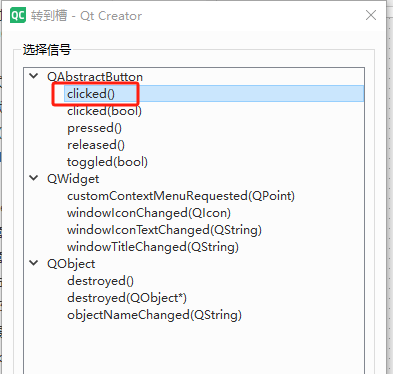 QC 转到槽 - Qt Creator
选择信号
QAbstractButton
clicked()
clicked(bool)
pressed()
released()
toggled(bool)
QWidget
customContextMenuRequested(QPoint)
windowIconChanged(QIcon)
windowIconTextChanged(QString)
windowTitleChanged(QString)
QObject
destroyed()
destroyed(QObject*)
objectNameChanged(QString)